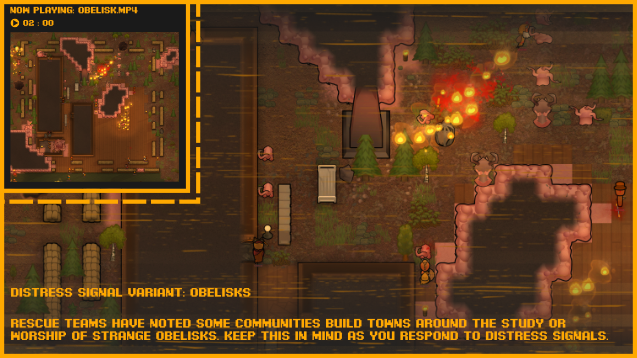 NOW PLAYING: OBELISK.MP4
02:00
DISTRESS SIGNAL VARIANT: OBELISKS
RESCUE TEAMS HAVE NOTED SOME COMMUNITIES BUILD TOWNS AROUND THE STUDY OR
WORSHIP OF STRANGE OBELISKS. KEEP THIS IN MIND AS YOU RESPOND TO DISTRESS SIGNALS.